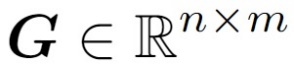 G ∈ ℝ^{n×m}